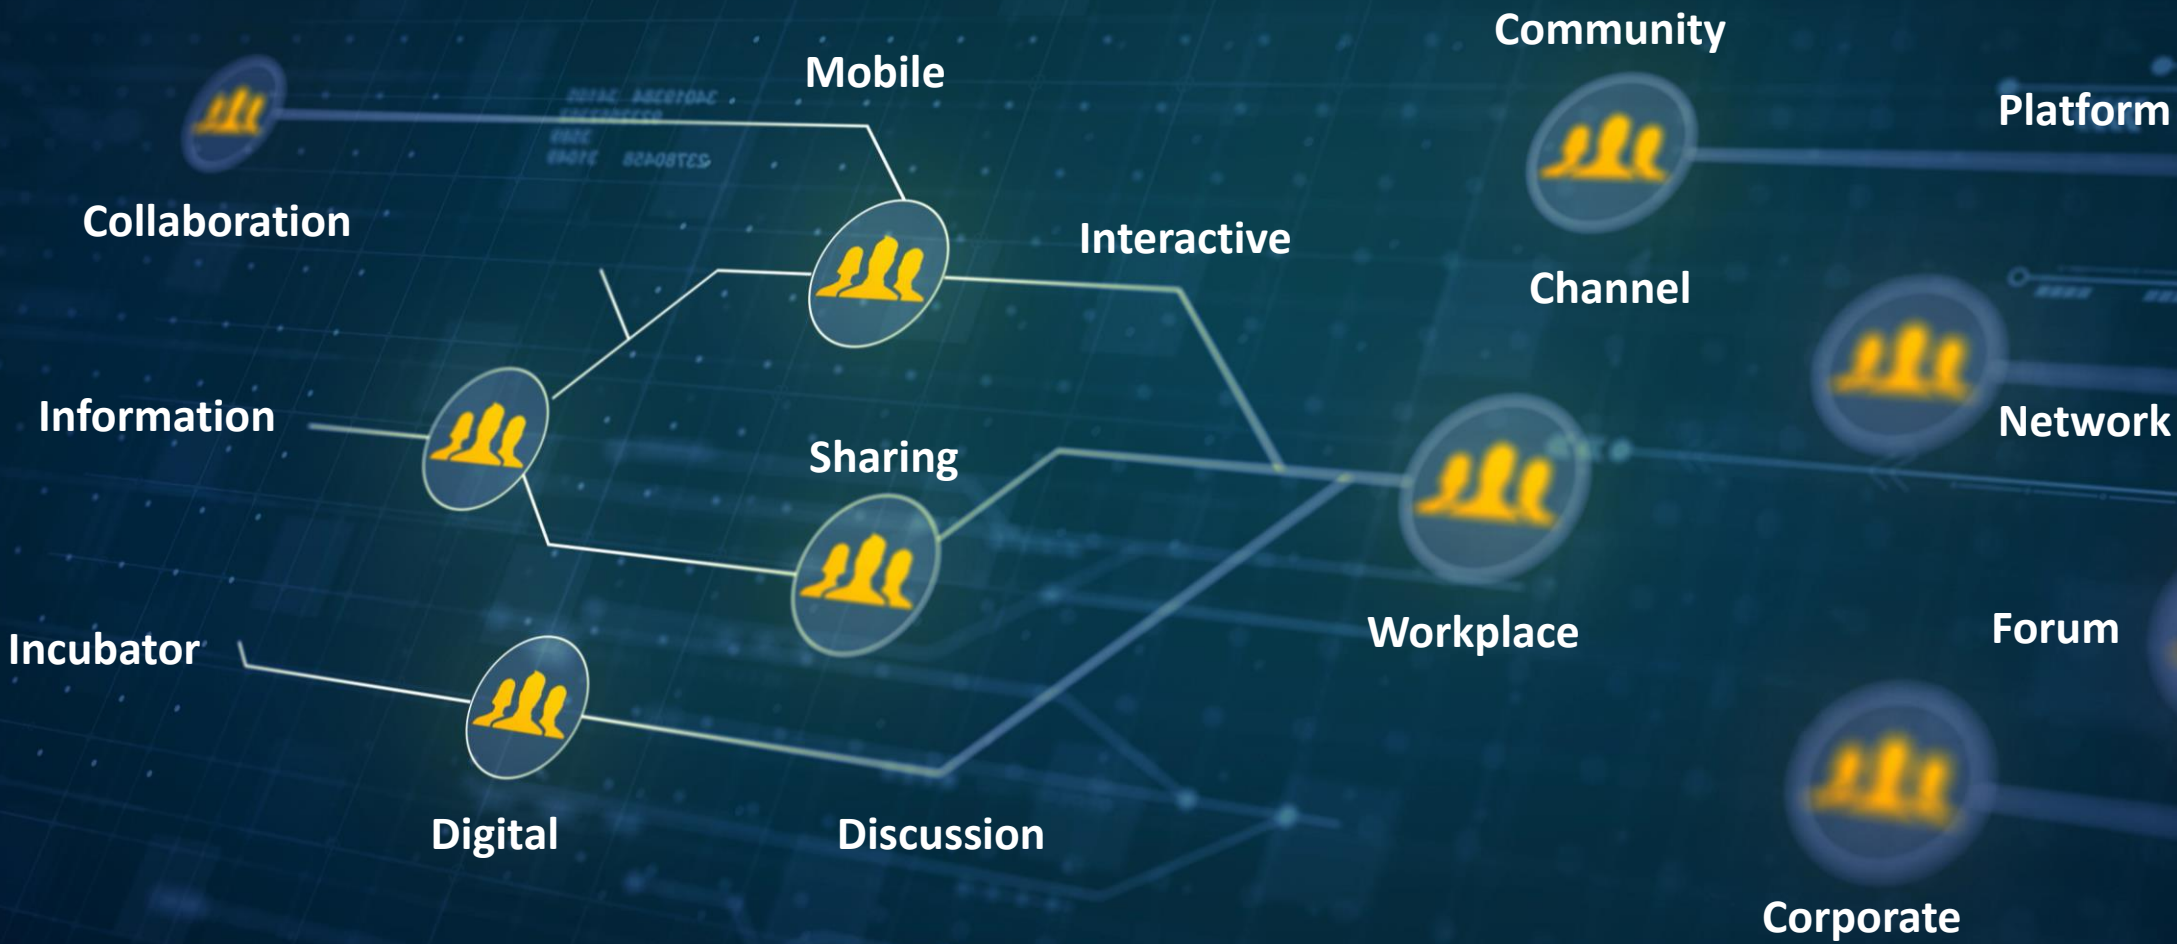 Community
Mobile
Platform
Collaboration
Interactive
Channel
Information
Network
Sharing
Workplace
Forum
Incubator
Digital
Discussion
Corporate